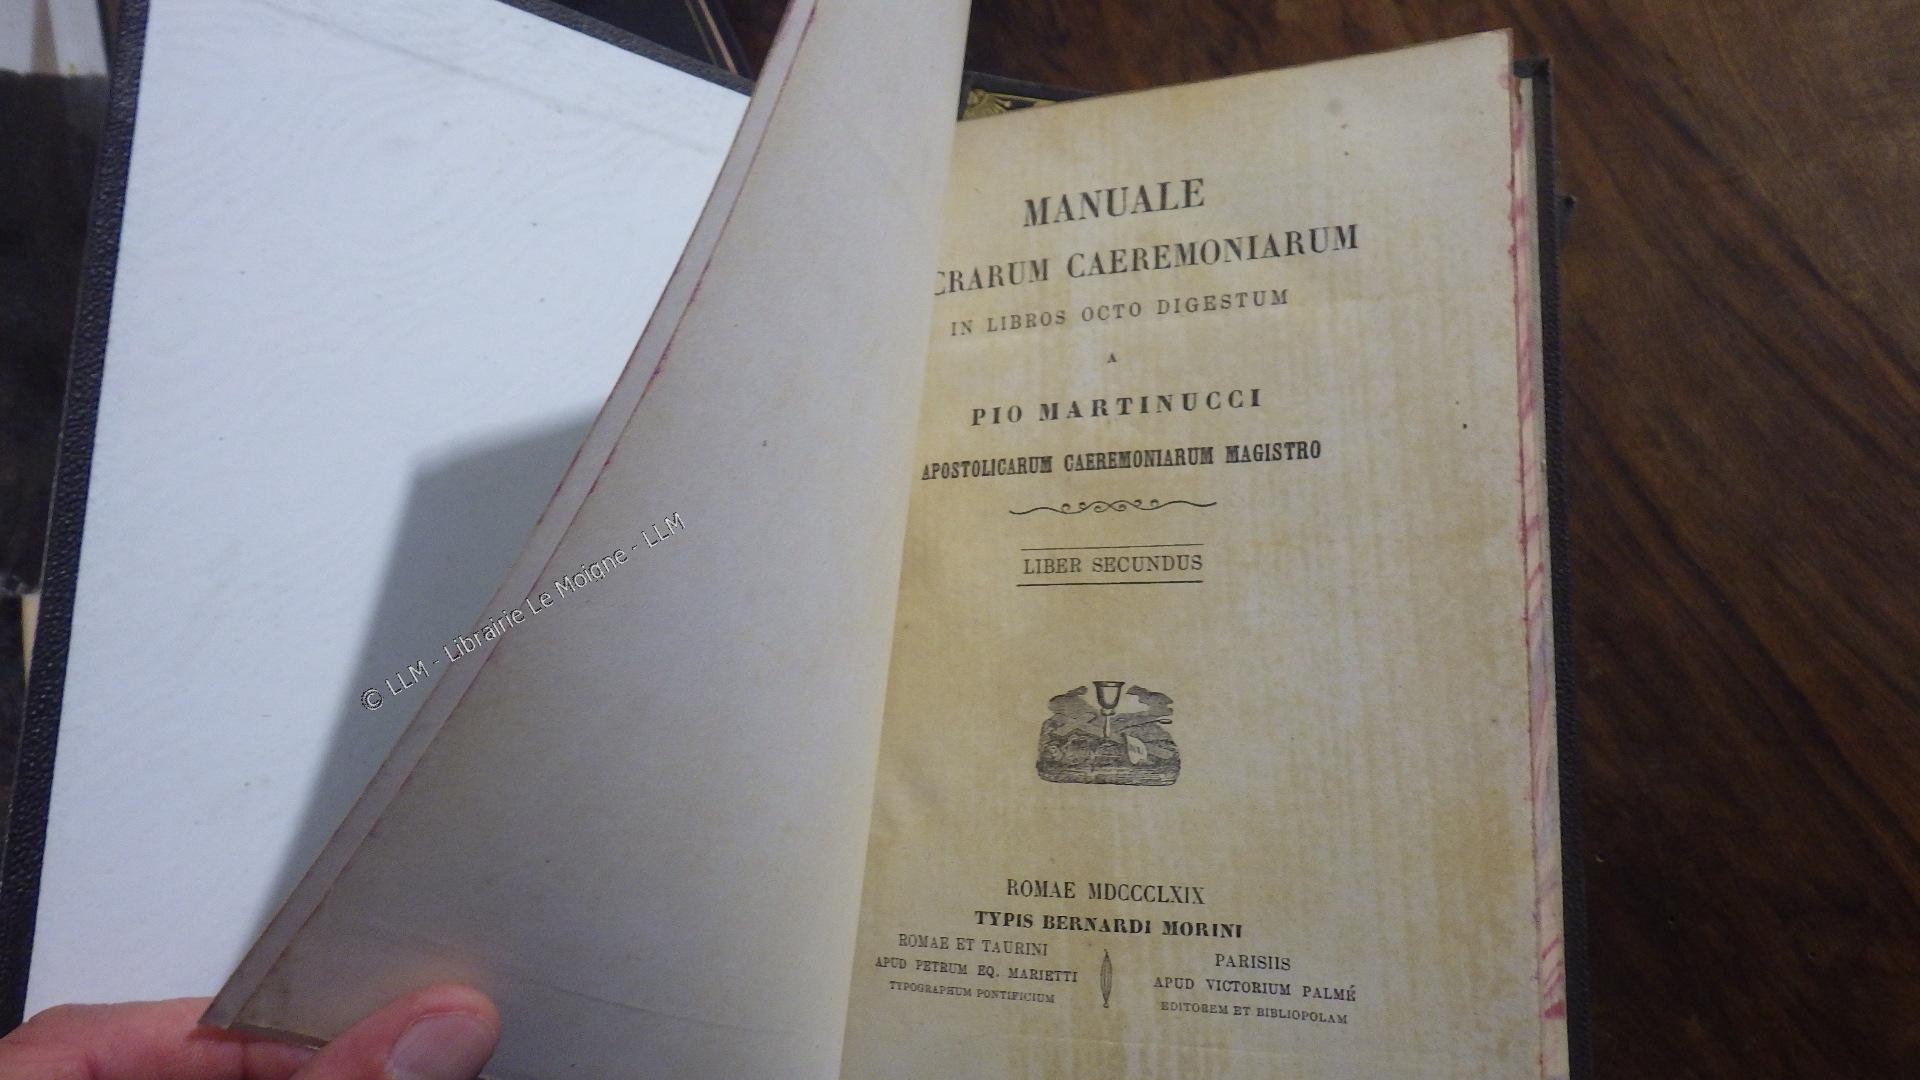 MANUALE
CRARUM CAEREMONIARUM
IN LIBROS OCTO DIGESTUM
A
PIO MARTINUCCI
APOSTOLICARUM CAEREMONIARUM MAGISTRO
LIBER SECUNDUS
ROMAE MDCCCLXIX
TYPIS BERNARDI MORINI
ROMAE ET TAURINI
APUD PETRUM EQ. MARIETTI
TYPOGRAPHUM PONTIFICIUM
PARISIIS
APUD VICTORIUM PALMÉ
EDITOREM ET BIBLIOPOLAM
© LLM - Librairie Le Moigne - LLM